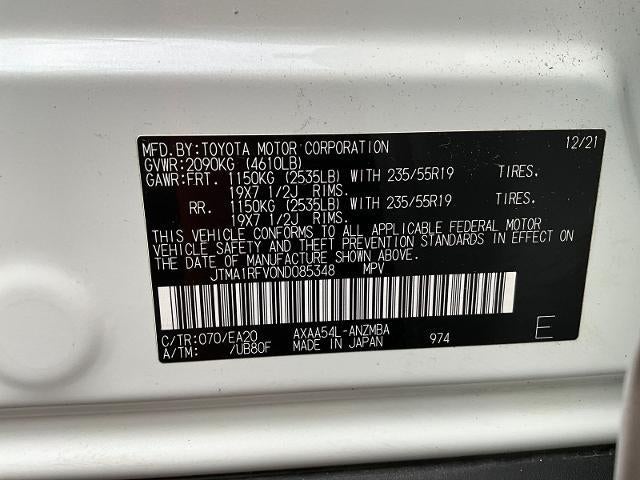 MFD.BY:TOYOTA MOTOR CORPORATION 12/21
GVWR:2090KG (4610LB)
GAWR:FRT. 1150KG (2535LB) WITH 235/55R19 TIRES.
19X7 1/2J RIMS.
RR. 1150KG (2535LB) WITH 235/55R19 TIRES.
19X7 1/2J RIMS.
THIS VEHICLE CONFORMS TO ALL APPLICABLE FEDERAL MOTOR
VEHICLE SAFETY AND THEFT PREVENTION STANDARDS IN EFFECT ON
THE DATE OF MANUFACTURE SHOWN ABOVE.
JTMA1RFV0ND085348 MPV
C/TR:070/EA20 AXAA54L-ANZMBA
A/TM: /UB80F MADE IN JAPAN 974 E